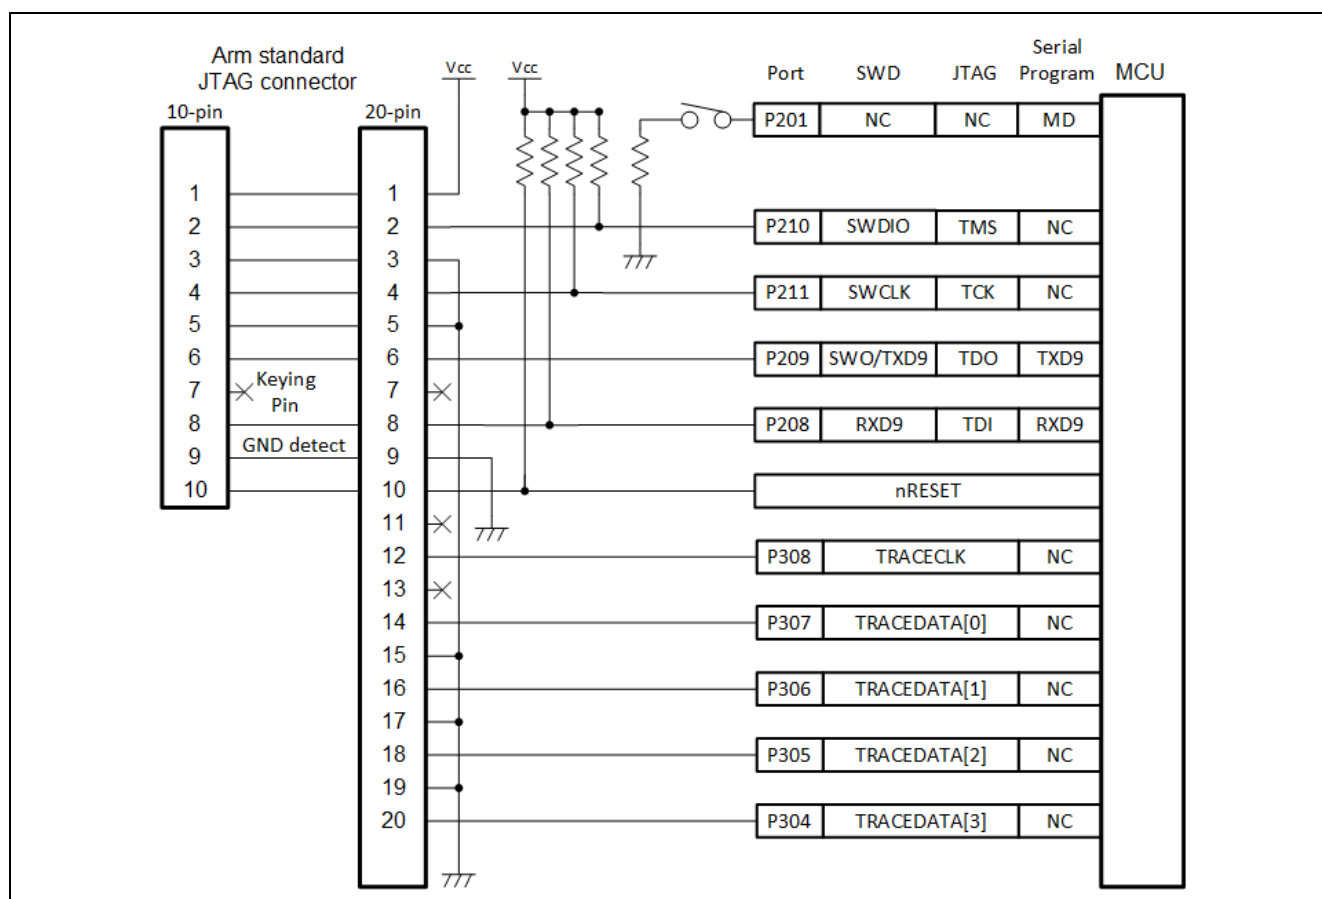 Arm standard
JTAG connector
10-pin
20-pin
Vcc
Vcc
Serial
Port SWD JTAG Program MCU
P201 NC NC MD
1 1
2 2 P210 SWDIO TMS NC
3 3
4 4 P211 SWCLK TCK NC
5 5
6 6 P209 SWO/TXD9 TDO TXD9
7 Keying 7
Pin
8 8 P208 RXD9 TDI RXD9
9 GND detect 9
10 10 nRESET
11
12 P308 TRACECLK NC
13
14 P307 TRACEDATA[0] NC
15
16 P306 TRACEDATA[1] NC
17
18 P305 TRACEDATA[2] NC
19
20 P304 TRACEDATA[3] NC